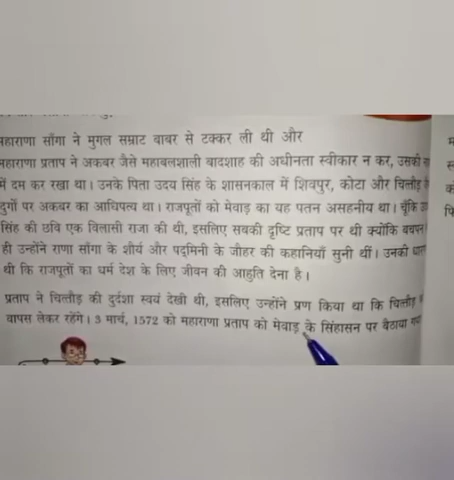 महाराणा साँगा ने मुगल सम्राट बाबर से टक्कर ली थी और
महाराणा प्रताप ने अकबर जैसे महाबलशाली बादशाह की अधीनता स्वीकार न कर, उसकी
में दम कर रखा था। उनके पिता उदय सिंह के शासनकाल में शिवपुर, कोटा और चित्तौड़
दुर्गों पर अकबर का आधिपत्य था। राजपूतों को मेवाड़ का यह पतन असहनीय था। चूँकि
सिंह की छवि एक विलासी राजा की थी, इसलिए सबकी दृष्टि प्रताप पर थी क्योंकि बचपन
ही उन्होंने राणा साँगा के शौर्य और पद्मिनी के जौहर की कहानियाँ सुनी थीं। उनकी
थी कि राजपूतों का धर्म देश के लिए जीवन की आहुति देना है।
प्रताप ने चित्तौड़ की दुर्दशा स्वयं देखी थी, इसलिए उन्होंने प्रण किया था कि चित्तौड़
वापस लेकर रहेंगे। 3 मार्च, 1572 को महाराणा प्रताप को मेवाड़ के सिंहासन पर बैठाया